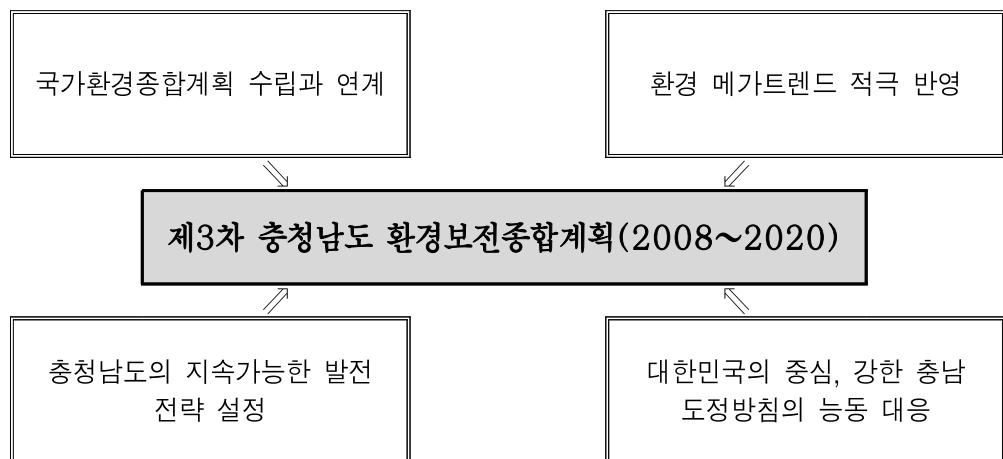 국가환경종합계획 수립과 연계
환경 메가트렌드 적극 반영
제3차 충청남도 환경보전종합계획(2008～2020)
충청남도의 지속가능한 발전
전략 설정
대한민국의 중심, 강한 충남
도정방침의 능동 대응